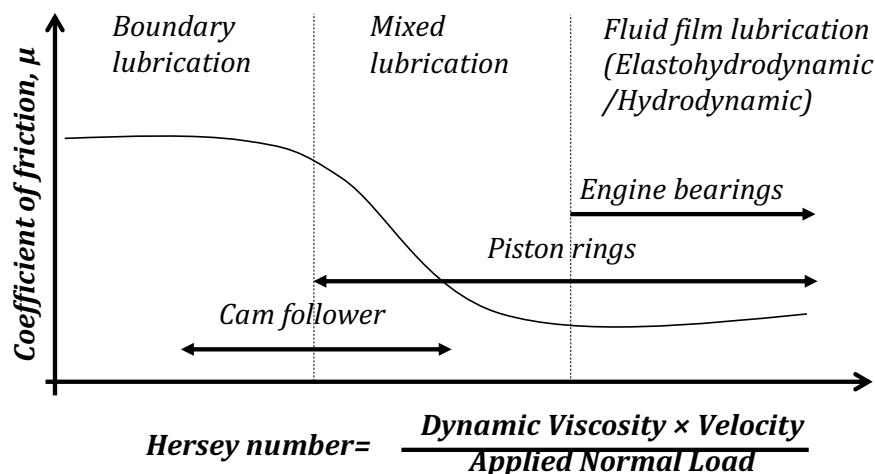 Boundary
lubrication
Mixed
lubrication
Fluid film lubrication
(Elastohydrodynamic
/Hydrodynamic)
Coefficient of friction, μ
Engine bearings
Piston rings
Cam follower
Hersey number=
Dynamic Viscosity × Velocity
Applied Normal Load